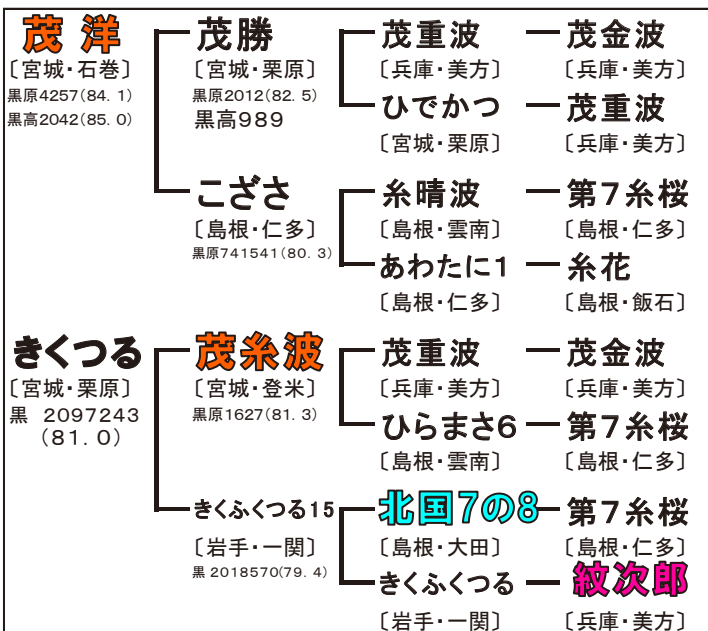 茂洋
〔宮城・石巻〕
黒原4257(84. 1)
黒高2042(85. 0)
茂勝
〔宮城・栗原〕
黒原2012(82. 5)
黒高989
茂重波
〔兵庫・美方〕
茂金波
〔兵庫・美方〕
ひでかつ
〔宮城・栗原〕
茂重波
〔兵庫・美方〕
こざさ
〔島根・仁多〕
黒原741541(80. 3)
糸晴波
〔島根・雲南〕
第7糸桜
〔島根・仁多〕
あわたに1
〔島根・仁多〕
糸花
〔島根・飯石〕
きくつる
〔宮城・栗原〕
黒 2097243
(81. 0)
茂糸波
〔宮城・登米〕
黒原1627(81. 3)
茂重波
〔兵庫・美方〕
茂金波
〔兵庫・美方〕
ひらまさ6
〔島根・雲南〕
第7糸桜
〔島根・仁多〕
きくふくつる15
〔岩手・一関〕
黒 2018570(79. 4)
北国7の8
〔島根・大田〕
第7糸桜
〔島根・仁多〕
きくふくつる
〔岩手・一関〕
紋次郎
〔兵庫・美方〕